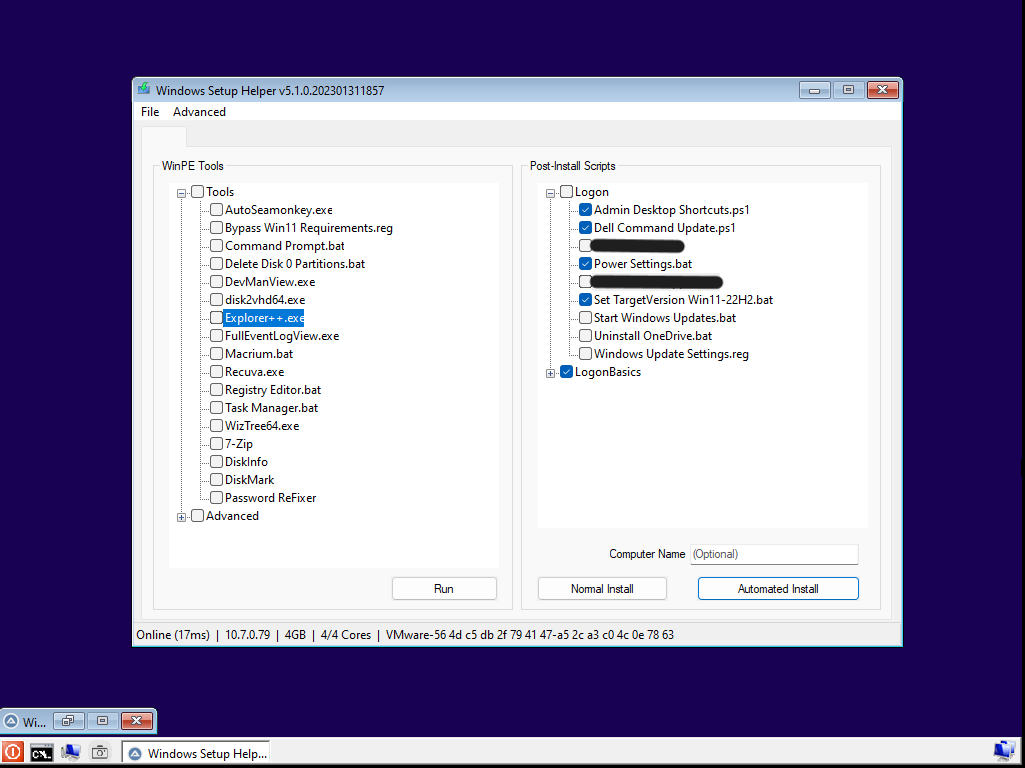 Windows Setup Helper v5.1.0.202301311857
File Advanced
WinPE Tools
Tools
AutoSeamonkey.exe
Bypass Win11 Requirements.reg
Command Prompt.bat
Delete Disk 0 Partitions.bat
DevManView.exe
disk2vhd64.exe
Explorer++.exe
FullEventLogView.exe
Macrium.bat
Recuva.exe
Registry Editor.bat
Task Manager.bat
WizTree64.exe
7-Zip
DiskInfo
DiskMark
Password ReFixer
Advanced
Run
Post-Install Scripts
Logon
Admin Desktop Shortcuts.ps1
Dell Command Update.ps1
Power Settings.bat
Set TargetVersion Win11-22H2.bat
Start Windows Updates.bat
Uninstall OneDrive.bat
Windows Update Settings.reg
LogonBasics
Computer Name (Optional)
Normal Install Automated Install
Online (17ms) | 10.7.0.79 | 4GB | 4/4 Cores | VMware-56 4d c5 db 2f 79 41 47-a5 2c a3 c0 4c 0e 78 63
Wi...
C:\.
Windows Setup Help...